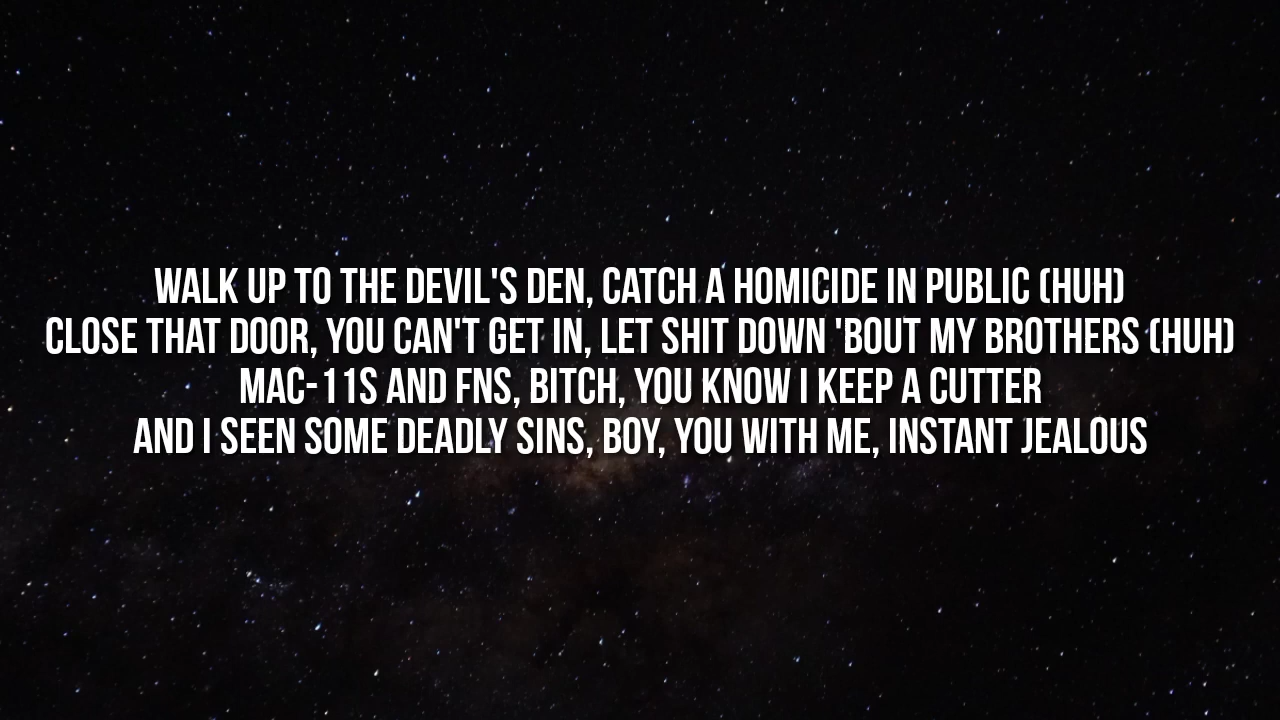 WALK UP TO THE DEVIL'S DEN, CATCH A HOMICIDE IN PUBLIC (HUH)
CLOSE THAT DOOR, YOU CAN'T GET IN, LET SHIT DOWN 'BOUT MY BROTHERS (HUH)
MAC-11S AND FNS, BITCH, YOU KNOW I KEEP A CUTTER
AND I SEEN SOME DEADLY SINS, BOY, YOU WITH ME, INSTANT JEALOUS